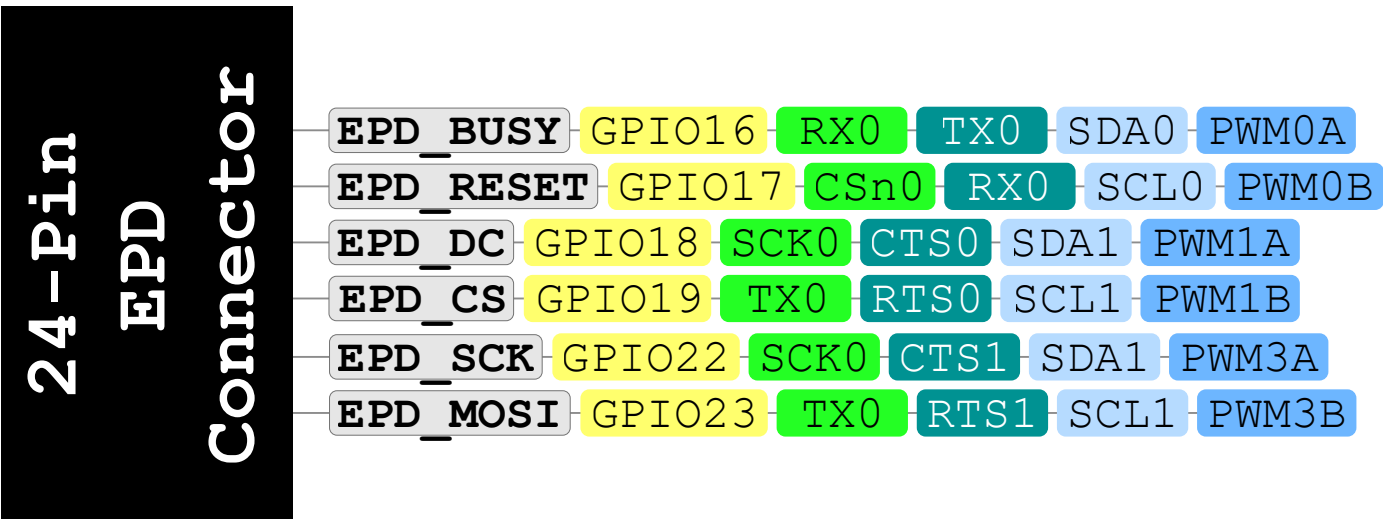 24-Pin
EPD
Connector
EPD_BUSY GPIO16 RX0 TX0 SDA0 PWM0A
EPD_RESET GPIO17 CSn0 RX0 SCL0 PWM0B
EPD_DC GPIO18 SCK0 CTS0 SDA1 PWM1A
EPD_CS GPIO19 TX0 RTS0 SCL1 PWM1B
EPD_SCK GPIO22 SCK0 CTS1 SDA1 PWM3A
EPD_MOSI GPIO23 TX0 RTS1 SCL1 PWM3B